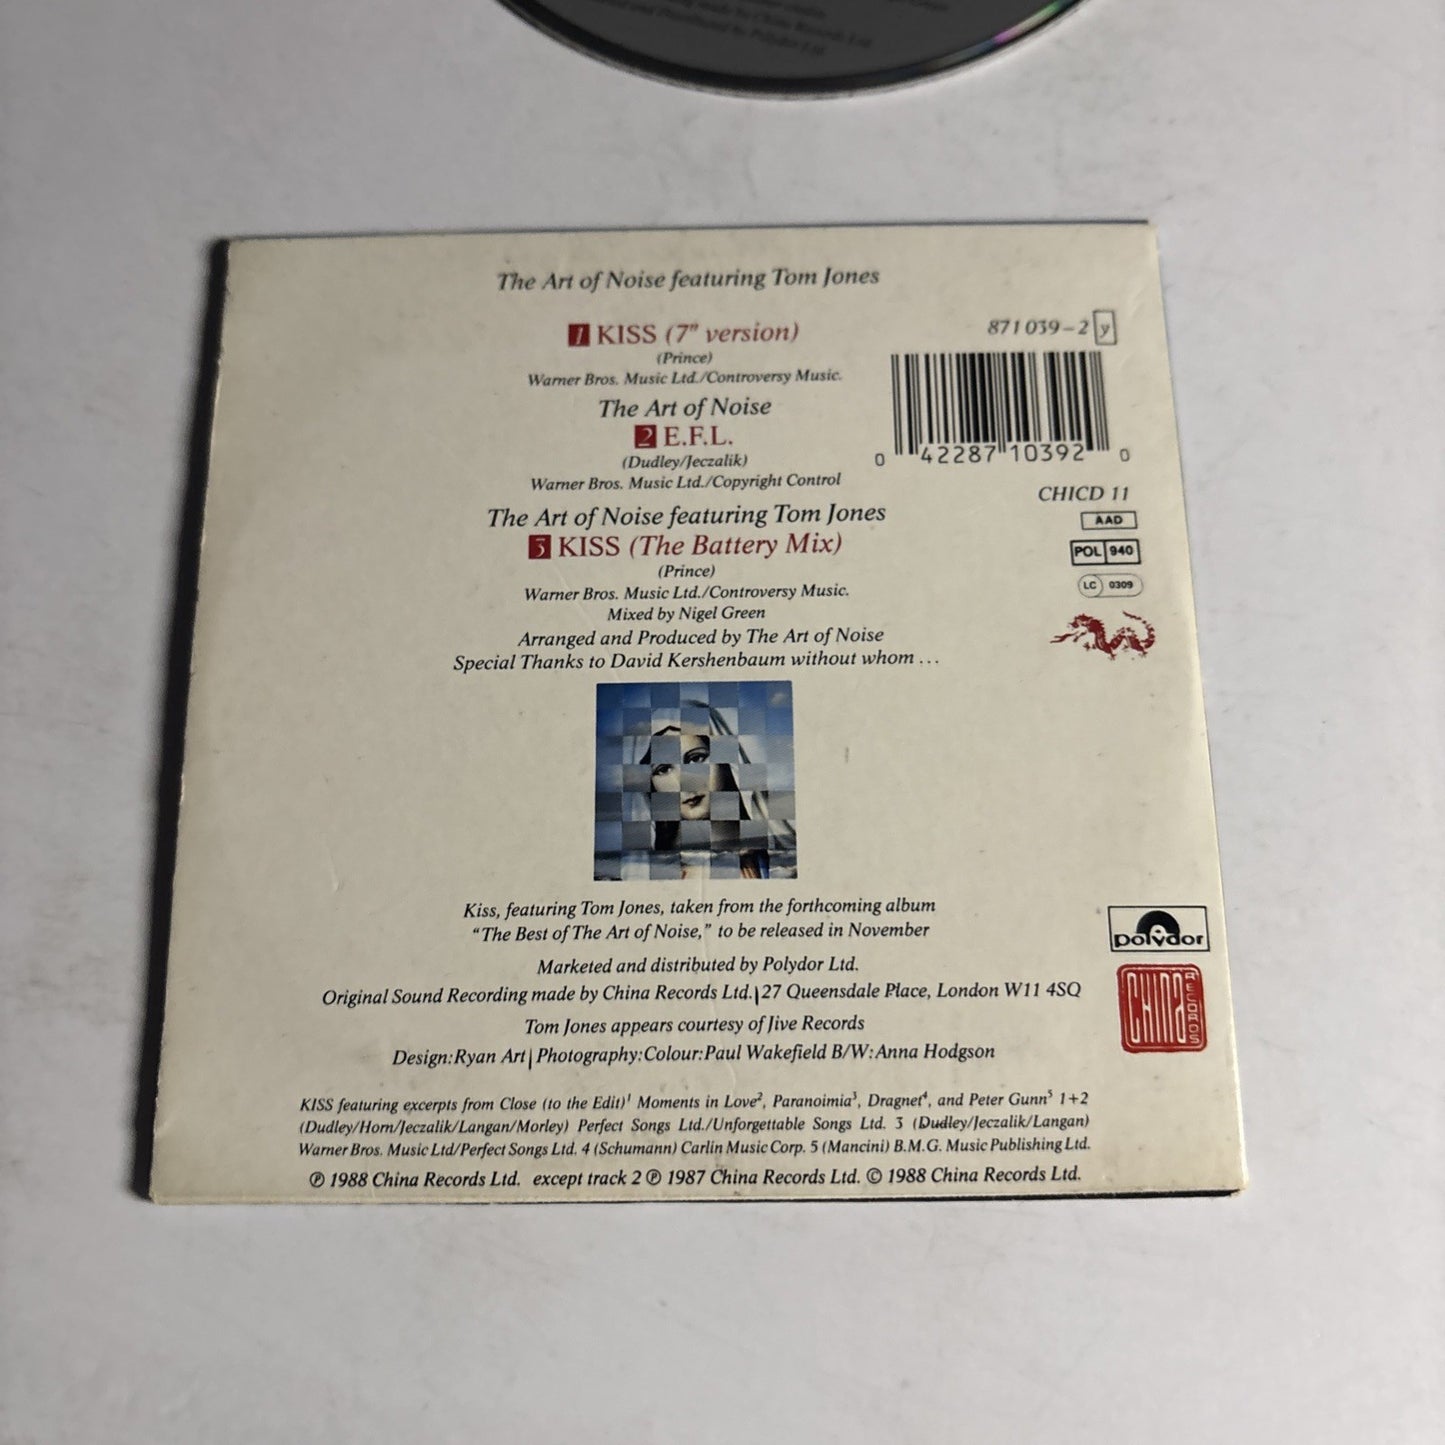 made by China Records Ltd
and Distributed by Polydor Ltd
The Art of Noise featuring Tom Jones
1 KISS (7" version)
(Prince)
Warner Bros. Music Ltd./Controversy Music.
The Art of Noise
2 E.F.L.
(Dudley/Jeczalik)
Warner Bros. Music Ltd./Copyright Control
The Art of Noise featuring Tom Jones
3 KISS (The Battery Mix)
(Prince)
Warner Bros. Music Ltd./Controversy Music.
Mixed by Nigel Green
Arranged and Produced by The Art of Noise
Special Thanks to David Kershenbaum without whom ...
871 039-2 y
0 42287 10392 0
CHICD 11
AAD
POL 940
LC 0309
Kiss, featuring Tom Jones, taken from the forthcoming album
"The Best of The Art of Noise," to be released in November
Marketed and distributed by Polydor Ltd.
Original Sound Recording made by China Records Ltd.|27 Queensdale Place, London W11 4SQ
Tom Jones appears courtesy of Jive Records
Design:Ryan Art|Photography:Colour:Paul Wakefield B/W:Anna Hodgson
polydor
CHINA RECORDS
KISS featuring excerpts from Close (to the Edit)¹ Moments in Love², Paranoimia³, Dragnet⁴, and Peter Gunn⁵ 1+2
(Dudley/Horn/Jeczalik/Langan/Morley) Perfect Songs Ltd./Unforgettable Songs Ltd. 3 (Dudley/Jeczalik/Langan)
Warner Bros. Music Ltd/Perfect Songs Ltd. 4 (Schumann) Carlin Music Corp. 5 (Mancini) B.M.G. Music Publishing Ltd.
℗ 1988 China Records Ltd. except track 2 ℗ 1987 China Records Ltd. © 1988 China Records Ltd.